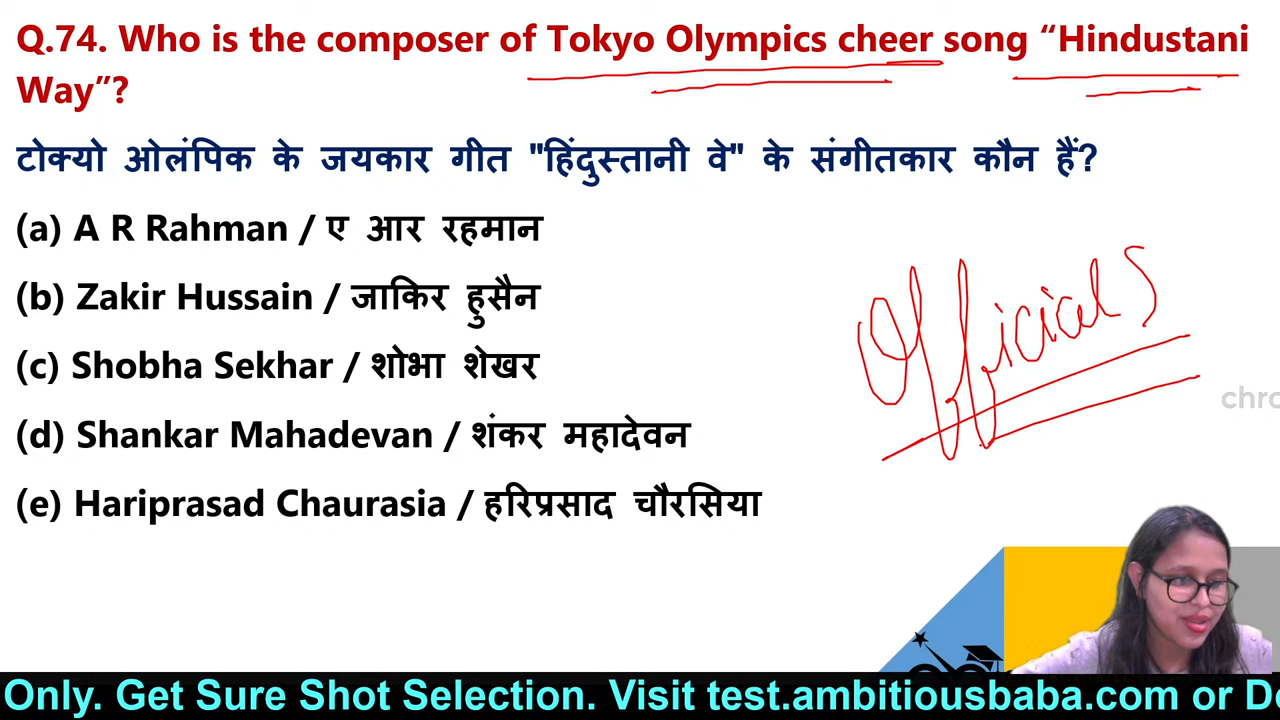 Q.74. Who is the composer of Tokyo Olympics cheer song “Hindustani
Way”?
टोक्यो ओलंपिक के जयकार गीत "हिंदुस्तानी वे" के संगीतकार कौन हैं?
(a) A R Rahman / ए आर रहमान
(b) Zakir Hussain / जाकिर हुसैन
(c) Shobha Sekhar / शोभा शेखर
(d) Shankar Mahadevan / शंकर महादेवन
(e) Hariprasad Chaurasia / हरिप्रसाद चौरसिया
Officials
chro
Only. Get Sure Shot Selection. Visit test.ambitiousbaba.com or D